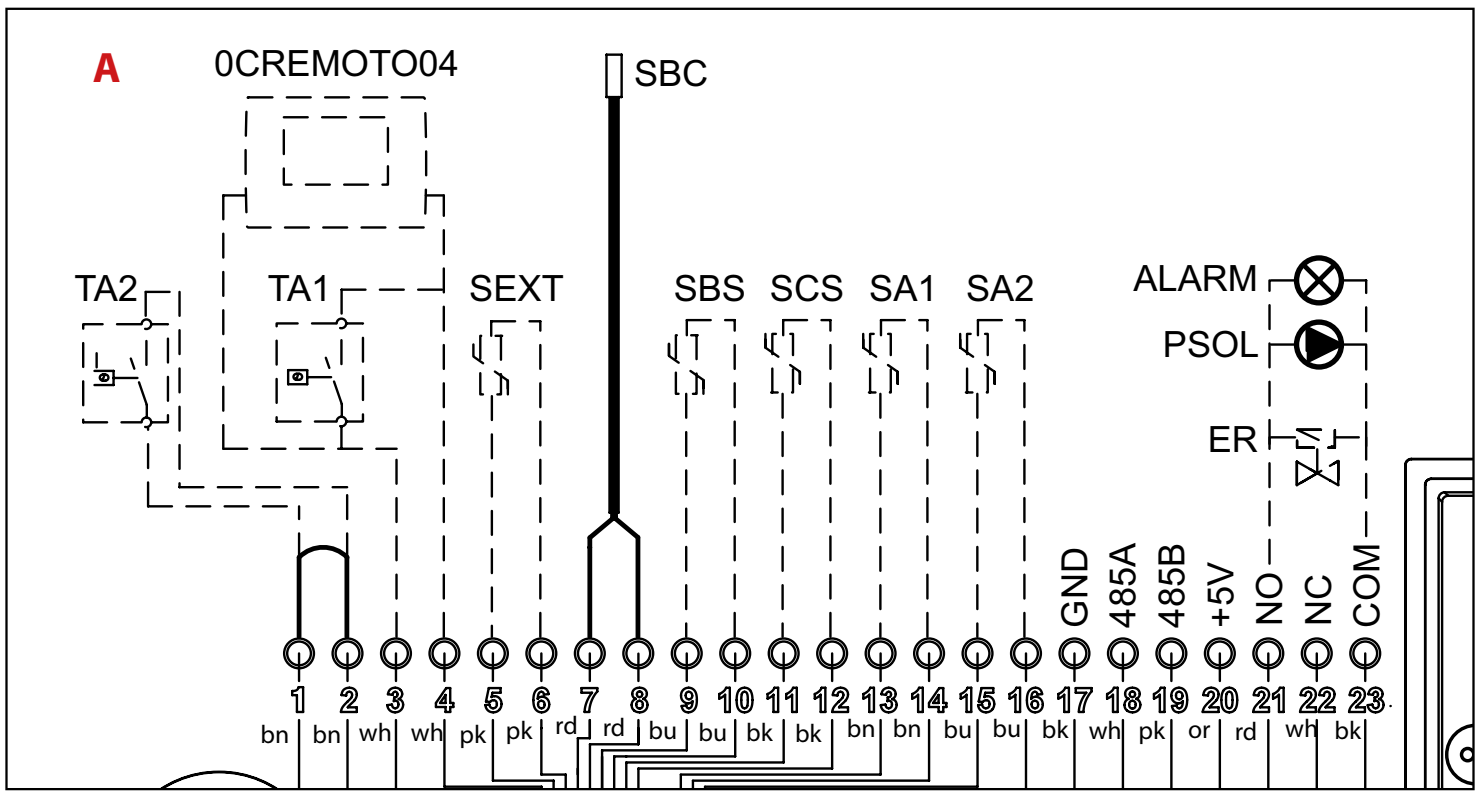 A
0CREMOTO04
SBC
TA2
TA1
SEXT
SBS
SCS
SA1
SA2
ALARM
PSOL
ER
GND
485A
485B
+5V
NO
NC
COM
1 2 3 4 5 6 7 8 9 10 11 12 13 14 15 16 17 18 19 20 21 22 23
bn bn wh wh pk pk rd rd bu bu bk bk bn bn bu bu bk wh pk or rd wh bk